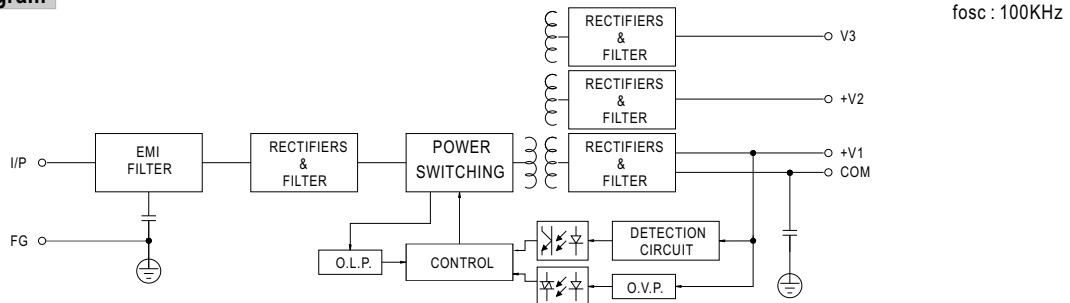 fosc : 100KHz
RECTIFIERS
&
FILTER
V3
RECTIFIERS
&
FILTER
+V2
I/P
EMI
FILTER
RECTIFIERS
&
FILTER
POWER
SWITCHING
RECTIFIERS
&
FILTER
+V1
COM
FG
O.L.P.
CONTROL
DETECTION
CIRCUIT
O.V.P.